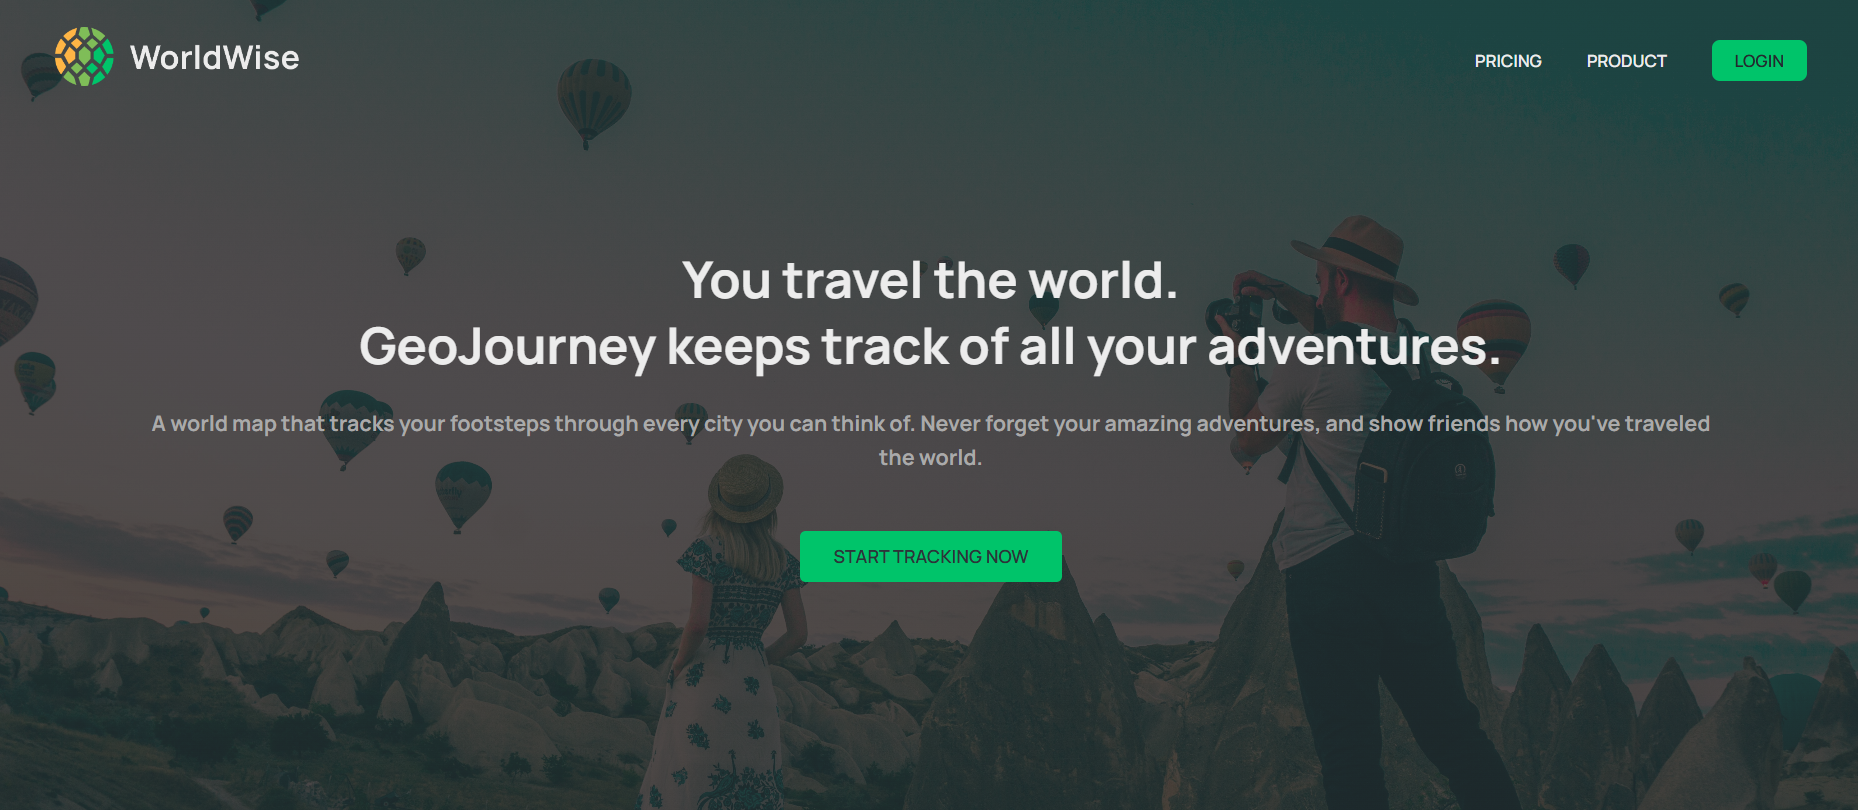 WorldWise
PRICING
PRODUCT
LOGIN
You travel the world.
GeoJourney keeps track of all your adventures.
A world map that tracks your footsteps through every city you can think of. Never forget your amazing adventures, and show friends how you've traveled
the world.
START TRACKING NOW